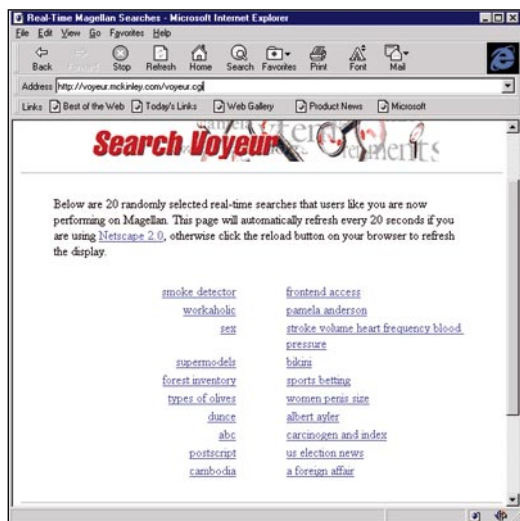 Real-Time Magellan Searches - Microsoft Internet Explorer
File Edit View Go Favorites Help
Back Forward Stop Refresh Home Search Favorites Print Font Mail
Address http://voyeur.mckinley.com/voyeur.cgi
Links Best of the Web Today's Links Web Gallery Product News Microsoft
Search Voyeur
Below are 20 randomly selected real-time searches that users like you are now
performing on Magellan. This page will automatically refresh every 20 seconds if you
are using Netscape 2.0, otherwise click the reload button on your browser to refresh
the display.
smoke detector frontend access
workaholic pamela anderson
sex stroke volume heart frequency blood
pressure
supermodels bikini
forest inventory sports betting
types of olives women penis size
dunce albert ayler
abc carcinogen and index
postscript us election news
cambodia a foreign affair